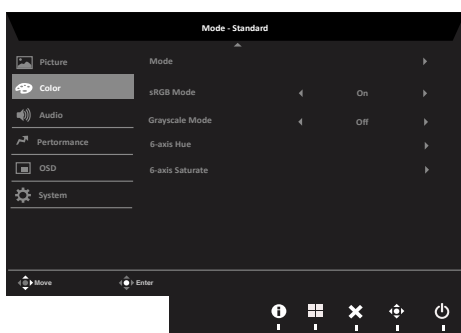 Mode - Standard
Picture
Mode
Color
sRGB Mode
On
Audio
Grayscale Mode
Off
Pertormance
6-axis Hue
OSD
6-axis Saturate
System
Move
Enter